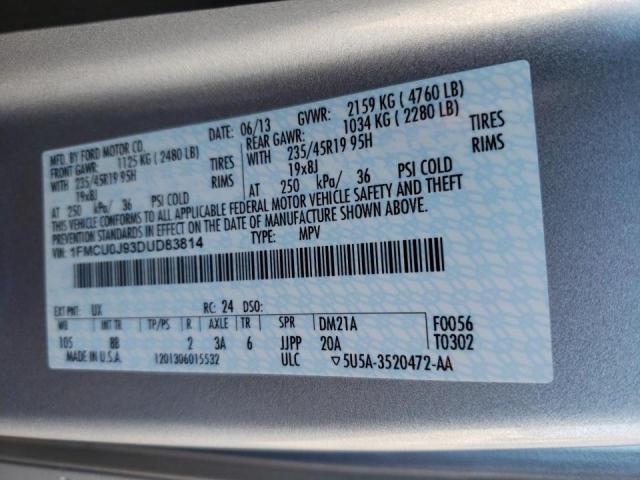 MFD. BY FORD MOTOR CO.
DATE: 06/13 GVWR: 2159 KG ( 4760 LB)
FRONT GAWR: 1125 KG ( 2480 LB) REAR GAWR: 1034 KG ( 2280 LB)
WITH 235/45R19 95H TIRES WITH 235/45R19 95H TIRES
19x8J RIMS 19x8J RIMS
AT 250 kPa/ 36 PSI COLD AT 250 kPa/ 36 PSI COLD
THIS VEHICLE CONFORMS TO ALL APPLICABLE FEDERAL MOTOR VEHICLE SAFETY AND THEFT
PREVENTION STANDARDS IN EFFECT ON THE DATE OF MANUFACTURE SHOWN ABOVE.
VIN: 1FMCU0J93DUD83814 TYPE: MPV
EXT PNT: UX RC: 24 DSO:
WB INT TR TP/PS R AXLE TR SPR DM21A F0056
105 8B 2 3A 6 JJPP 20A T0302
MADE IN U.S.A. 1201306015532 ULC ▽5U5A-3520472-AA